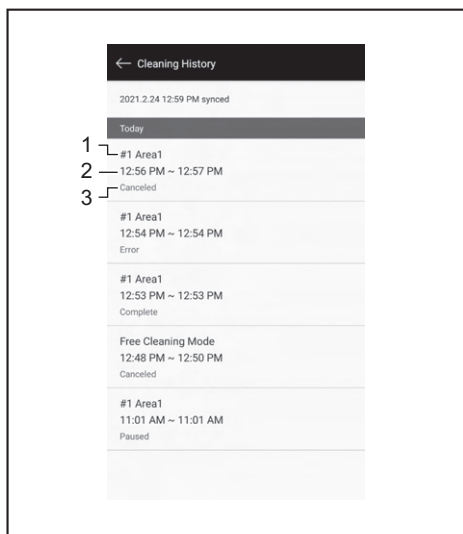 ← Cleaning History
2021.2.24 12:59 PM synced
Today
1
#1 Area1
2
12:56 PM ~ 12:57 PM
3
Canceled
#1 Area1
12:54 PM ~ 12:54 PM
Error
#1 Area1
12:53 PM ~ 12:53 PM
Complete
Free Cleaning Mode
12:48 PM ~ 12:50 PM
Canceled
#1 Area1
11:01 AM ~ 11:01 AM
Paused